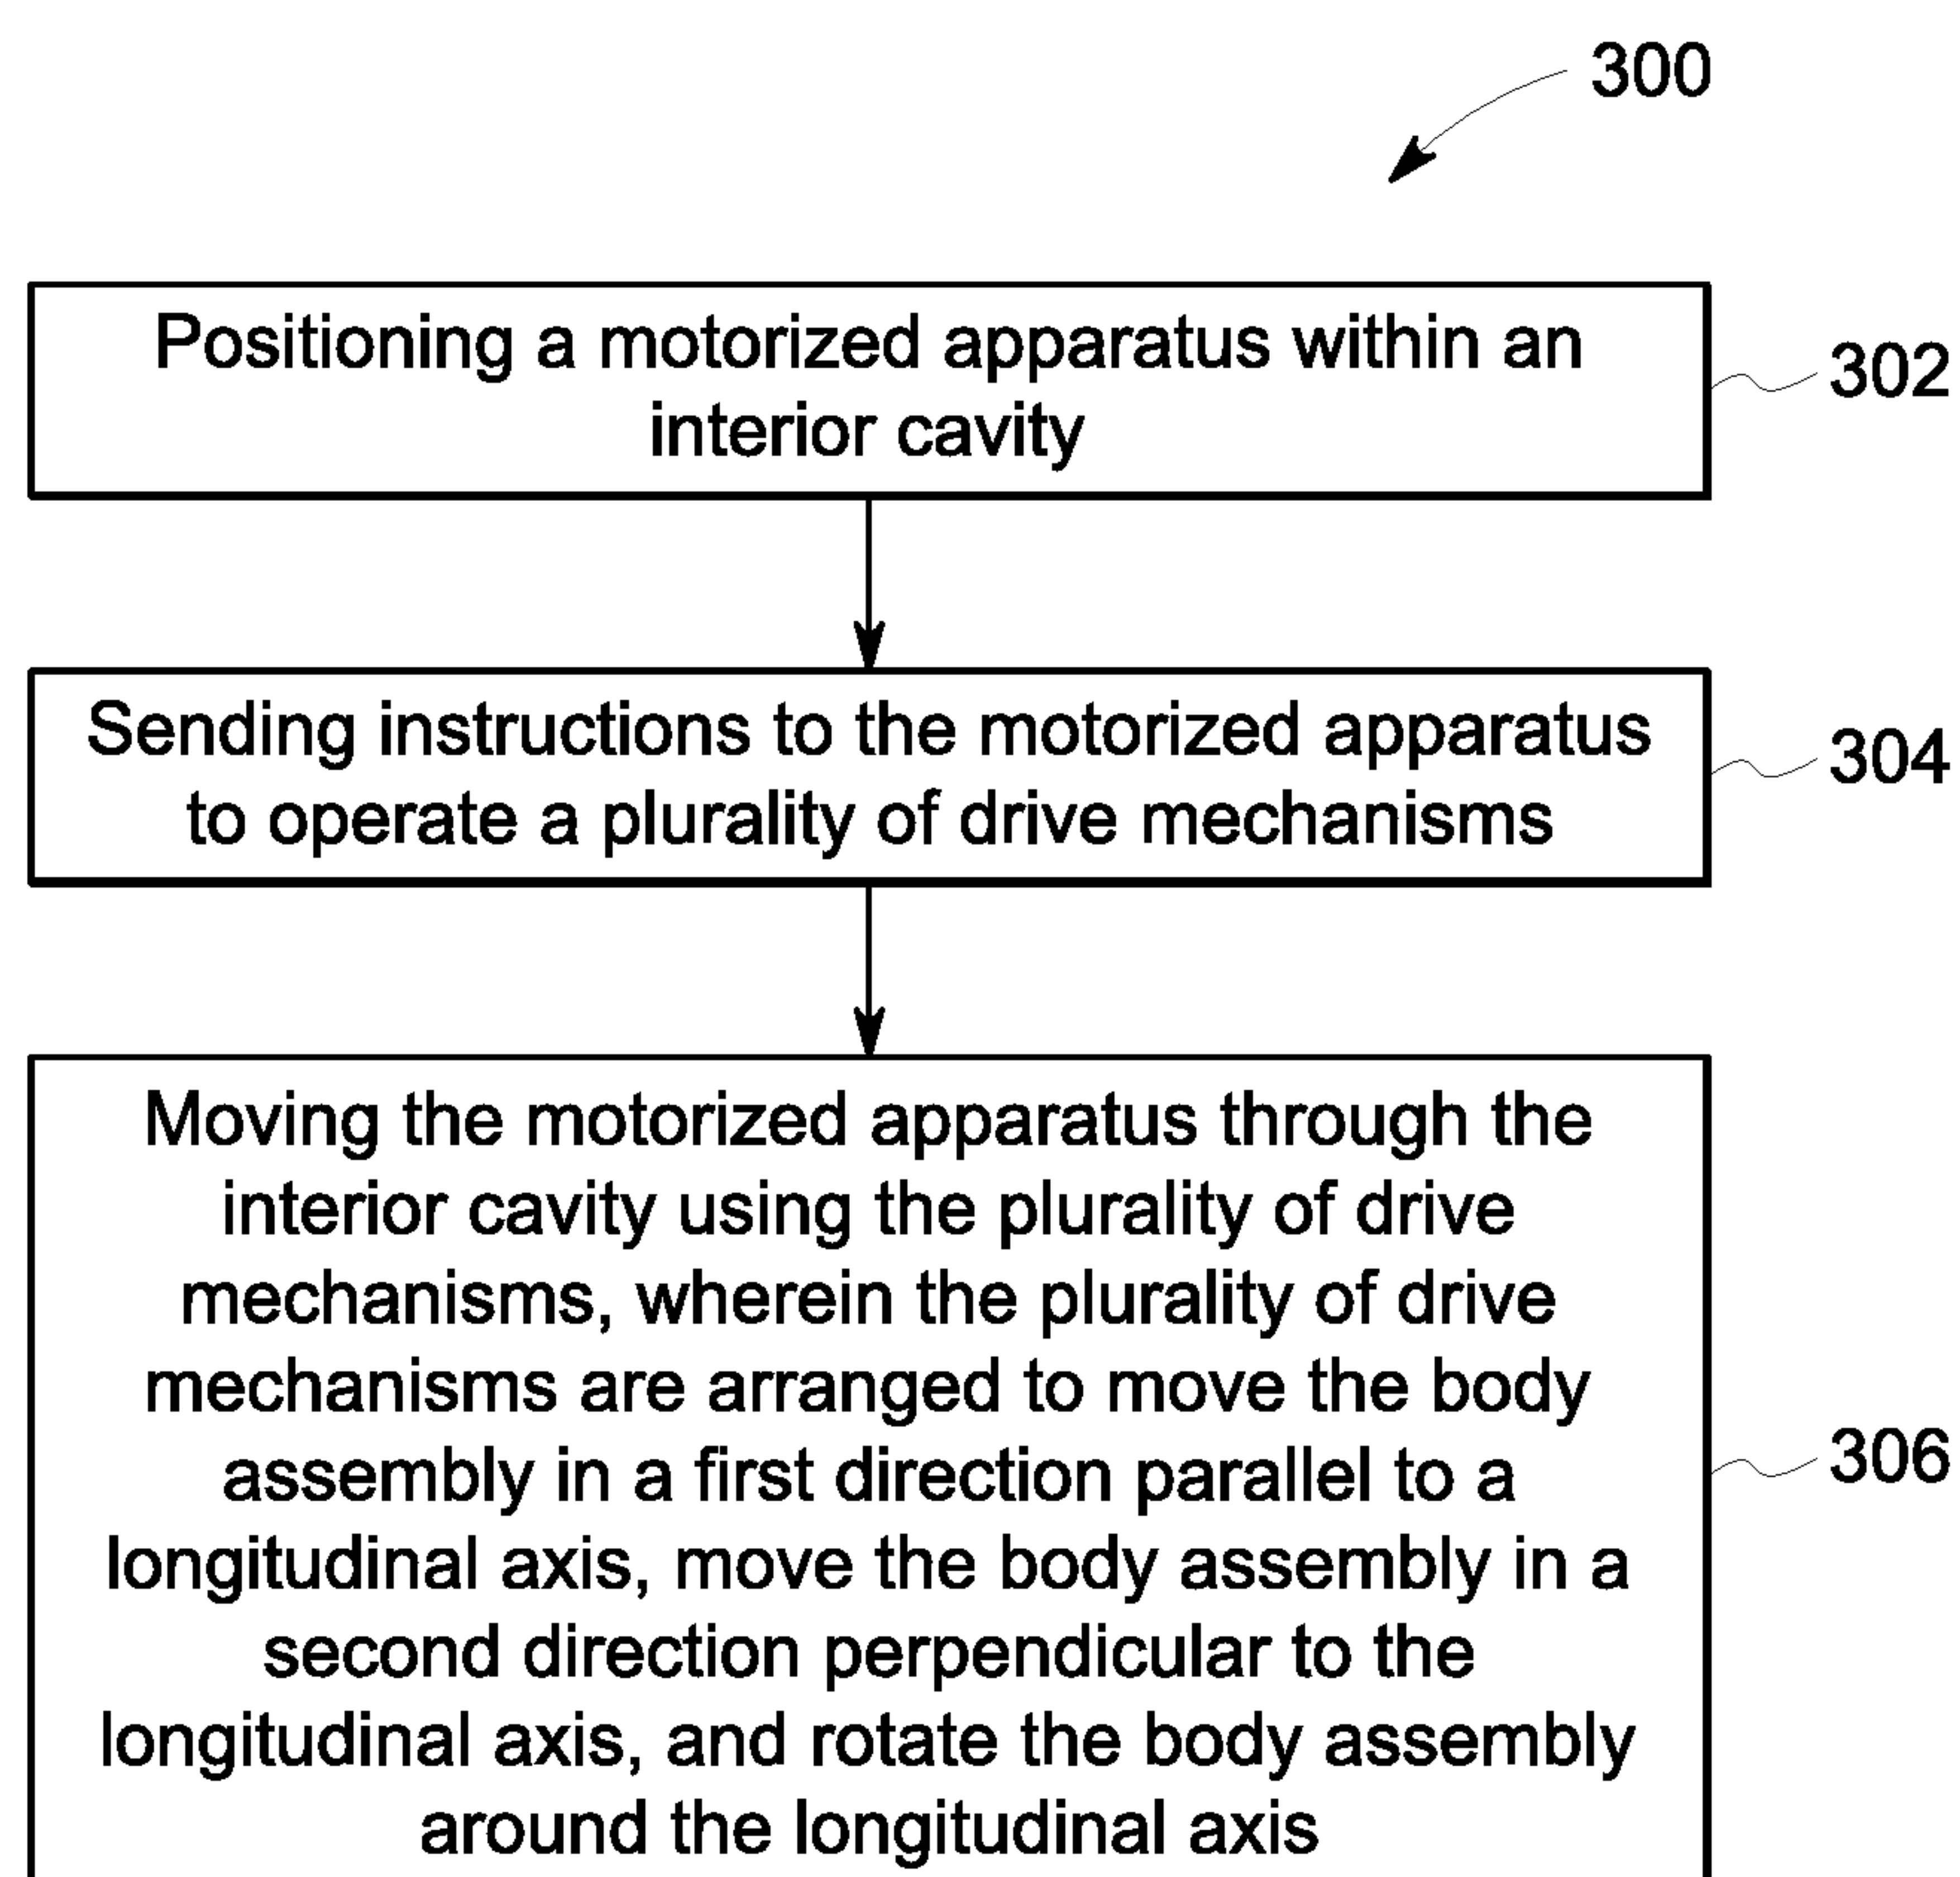 300
Positioning a motorized apparatus within an
interior cavity
302
Sending instructions to the motorized apparatus
to operate a plurality of drive mechanisms
304
Moving the motorized apparatus through the
interior cavity using the plurality of drive
mechanisms, wherein the plurality of drive
mechanisms are arranged to move the body
assembly in a first direction parallel to a
longitudinal axis, move the body assembly in a
second direction perpendicular to the
longitudinal axis, and rotate the body assembly
around the longitudinal axis
306